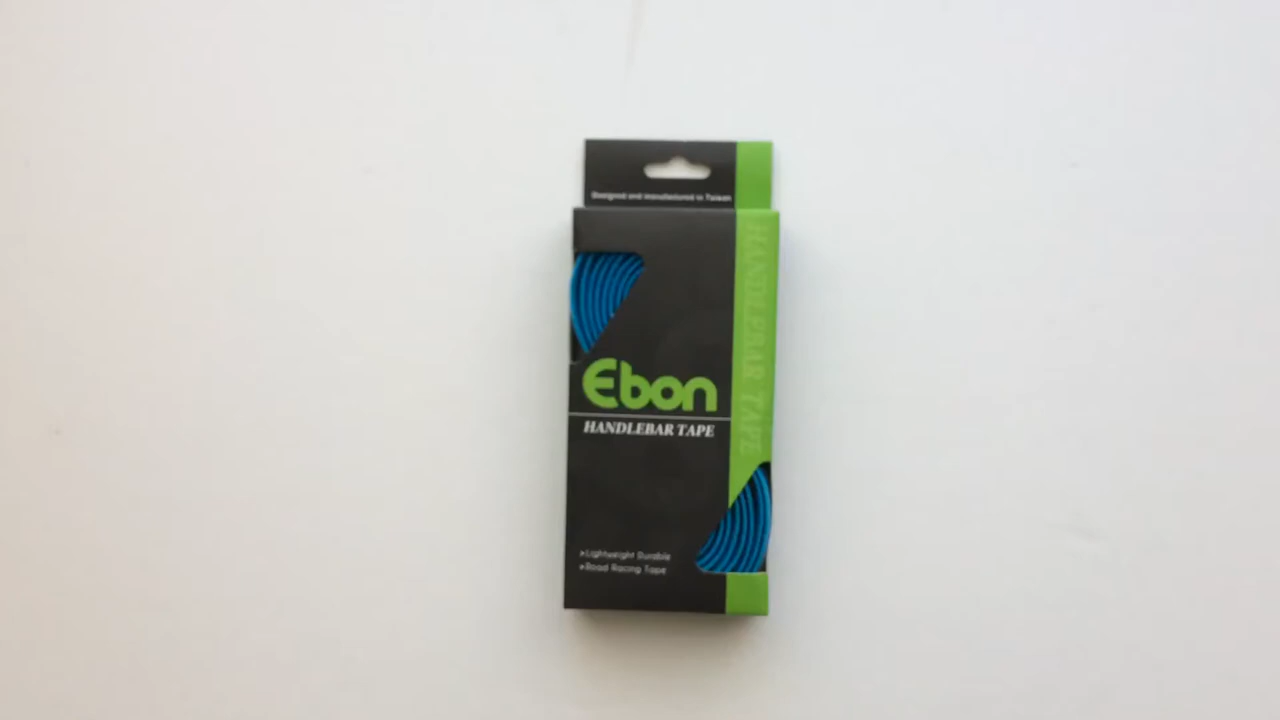 Designed and manufactured in Taiwan
HANDLEBAR TAPE
Ebon
HANDLEBAR TAPE
▸Lightweight Durable
▸Road Racing Tape